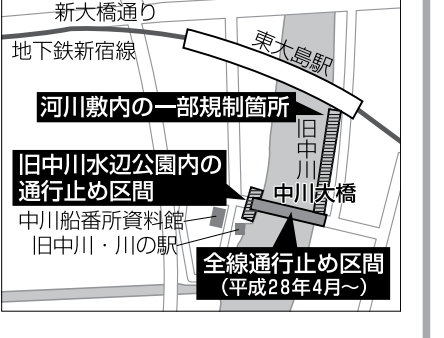 新大橋通り
地下鉄新宿線
東大島駅
河川敷内の一部規制箇所
旧中川
旧中川水辺公園内の
通行止め区間
中川大橋
中川船番所資料館
旧中川・川の駅
全線通行止め区間
（平成28年4月～）